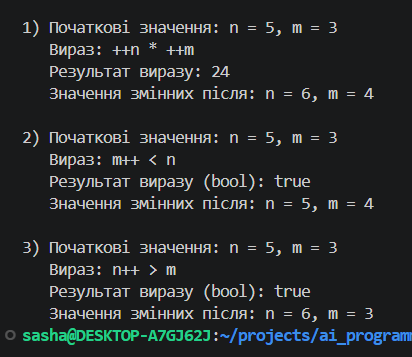 1) Початкові значення: n = 5, m = 3
Вираз: ++n * ++m
Результат виразу: 24
Значення змінних після: n = 6, m = 4
2) Початкові значення: n = 5, m = 3
Вираз: m++ < n
Результат виразу (bool): true
Значення змінних після: n = 5, m = 4
3) Початкові значення: n = 5, m = 3
Вираз: n++ > m
Результат виразу (bool): true
Значення змінних після: n = 6, m = 3
sasha@DESKTOP-A7GJ62J:~/projects/ai_program